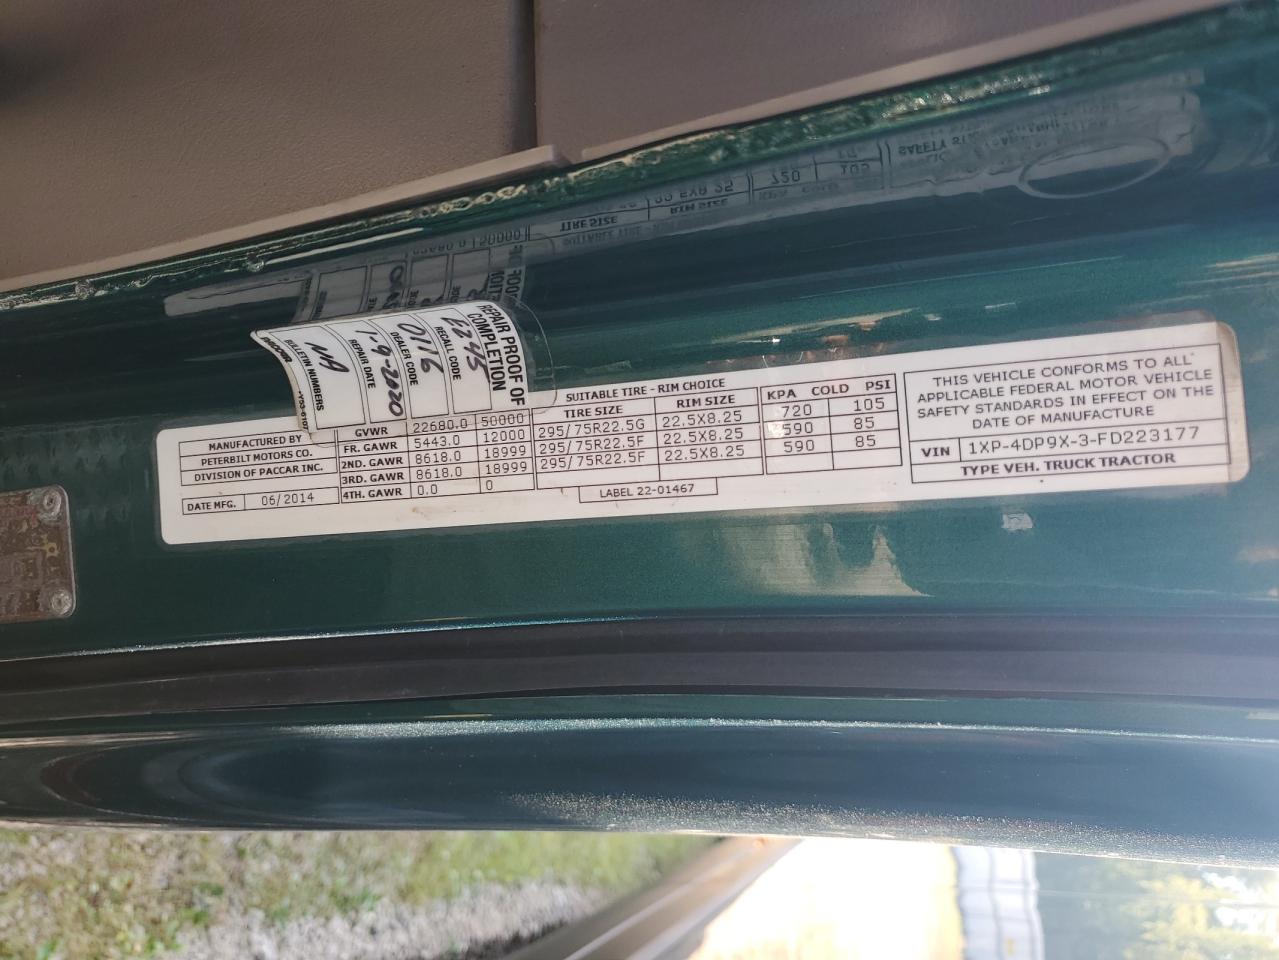 REPAIR PROOF OF
COMPLETION
E245
RECALL CODE
0116
DEALER CODE
1-9-2020
REPAIR DATE
N/A
BULLETIN NUMBERS
PACCAR
MANUFACTURED BY
PETERBILT MOTORS CO.
DIVISION OF PACCAR INC.
DATE MFG. 06/2014
GVWR 22680.0 50000
FR. GAWR 5443.0 12000
2ND. GAWR 8618.0 18999
3RD. GAWR 8618.0 18999
4TH. GAWR 0.0 0
SUITABLE TIRE - RIM CHOICE
TIRE SIZE RIM SIZE
295/75R22.5G 22.5X8.25
295/75R22.5F 22.5X8.25
295/75R22.5F 22.5X8.25
KPA COLD PSI
720 105
590 85
590 85
LABEL 22-01467
THIS VEHICLE CONFORMS TO ALL
APPLICABLE FEDERAL MOTOR VEHICLE
SAFETY STANDARDS IN EFFECT ON THE
DATE OF MANUFACTURE
VIN 1XP-4DP9X-3-FD223177
TYPE VEH. TRUCK TRACTOR